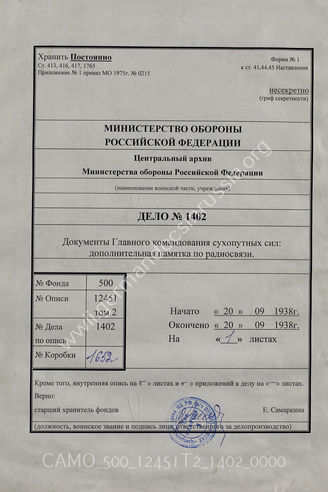 Хранить Постоянно
Ст. 413, 416, 417, 1765
Приложение № 1 приказ МО 1975г. № 0215
Форма № 1
к ст. 41,44,45 Наставления
несекретно
(гриф секретности)
МИНИСТЕРСТВО ОБОРОНЫ
РОССИЙСКОЙ ФЕДЕРАЦИИ
Центральный архив
Министерства обороны Российской Федерации
(наименование воинской части, учреждения)
ДЕЛО № 1402
Документы Главного командования сухопутных сил:
дополнительная памятка по радиосвязи.
№ Фонда 500
№ Описи 12451
том 2
№ Дела 1402
по описи
№ Коробки 1652
Начато « 20 » 09 1938г.
Окончено « 20 » 09 1938г.
На « 1 » листах
Кроме того, внутренняя опись на « » листах и « » приложений к делу на « » листах.
Верно:
старший хранитель фондов Е. Самаркина
(должность, воинское звание и подпись лица, ответственного за делопроизводство)
CAMO_500_12451T2_1402_0000